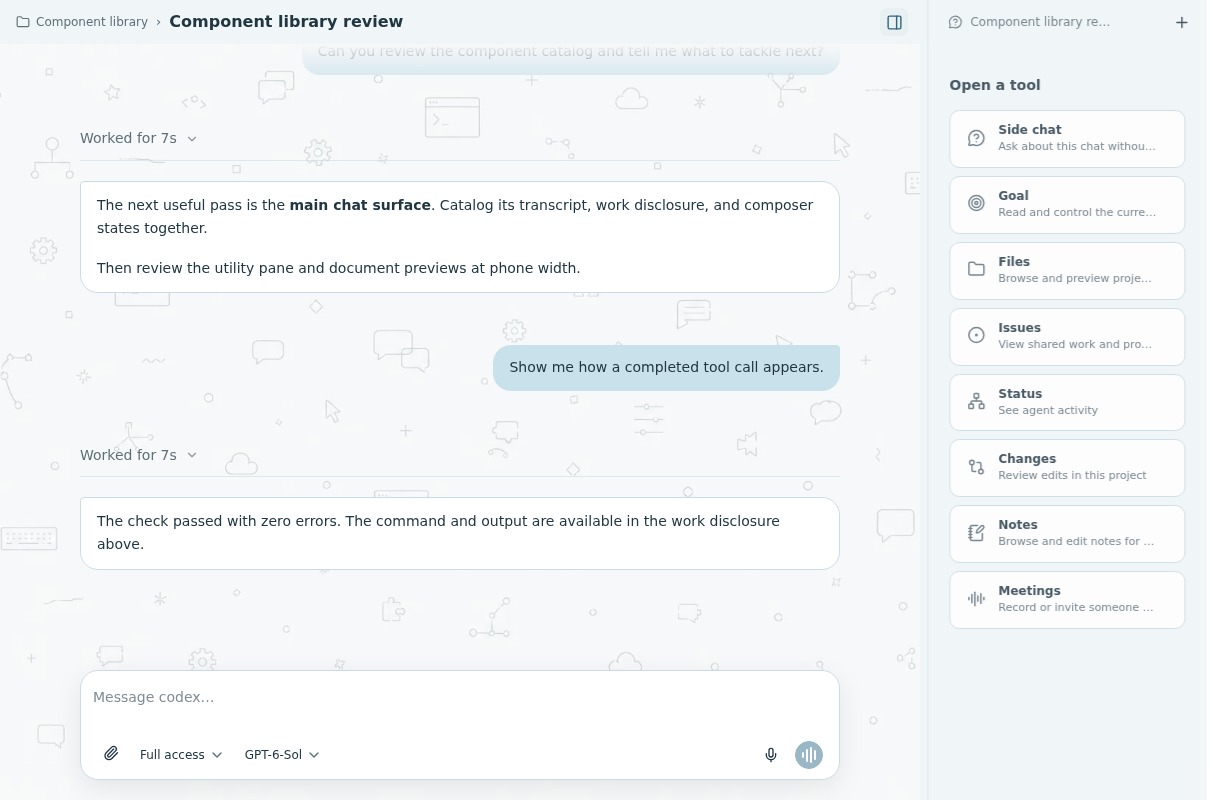 Component library › Component library review
Component library re...
Can you review the component catalog and tell me what to tackle next?
Worked for 7s
The next useful pass is the main chat surface. Catalog its transcript, work disclosure, and composer
states together.
Then review the utility pane and document previews at phone width.
Show me how a completed tool call appears.
Worked for 7s
The check passed with zero errors. The command and output are available in the work disclosure
above.
Message codex...
Full access
GPT-6-Sol
Open a tool
Side chat
Ask about this chat withou...
Goal
Read and control the curre...
Files
Browse and preview proje...
Issues
View shared work and pro...
Status
See agent activity
Changes
Review edits in this project
Notes
Browse and edit notes for ...
Meetings
Record or invite someone ...